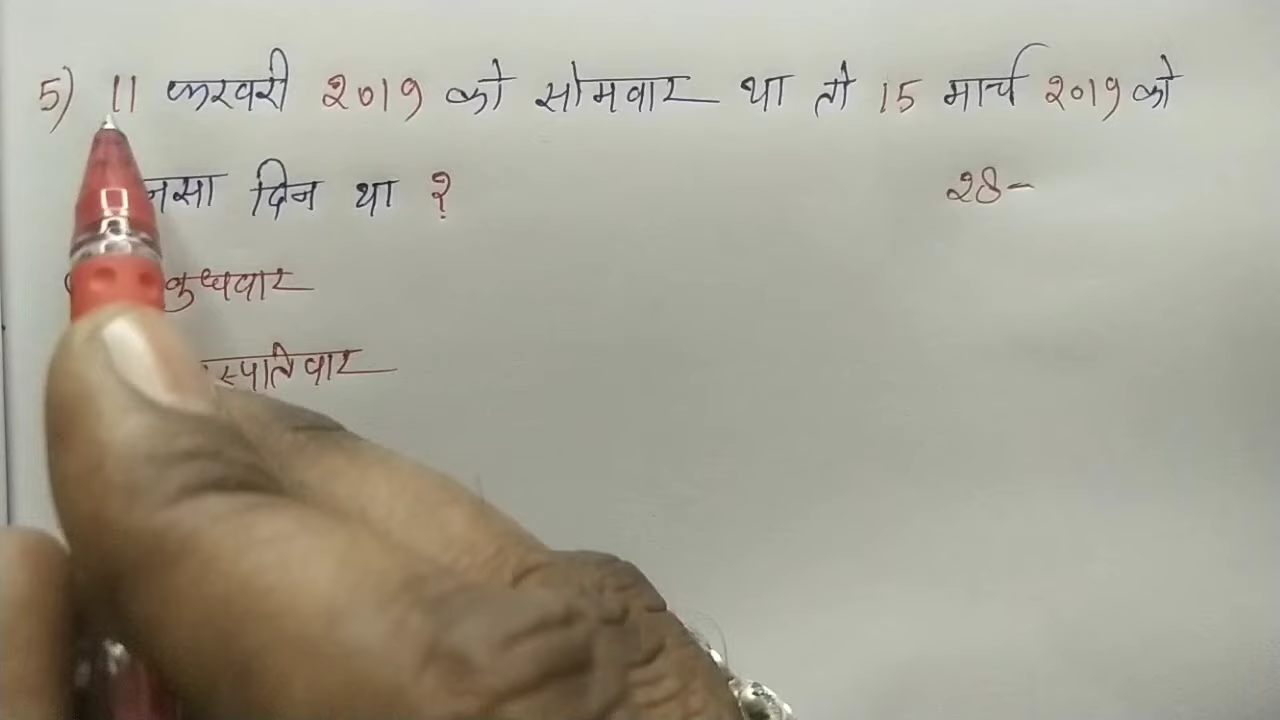 5) 11 फरवरी 2019 को सोमवार था तो 15 मार्च 2019 को
नसा दिन था ?
28-
बुधवार
स्पतिवार